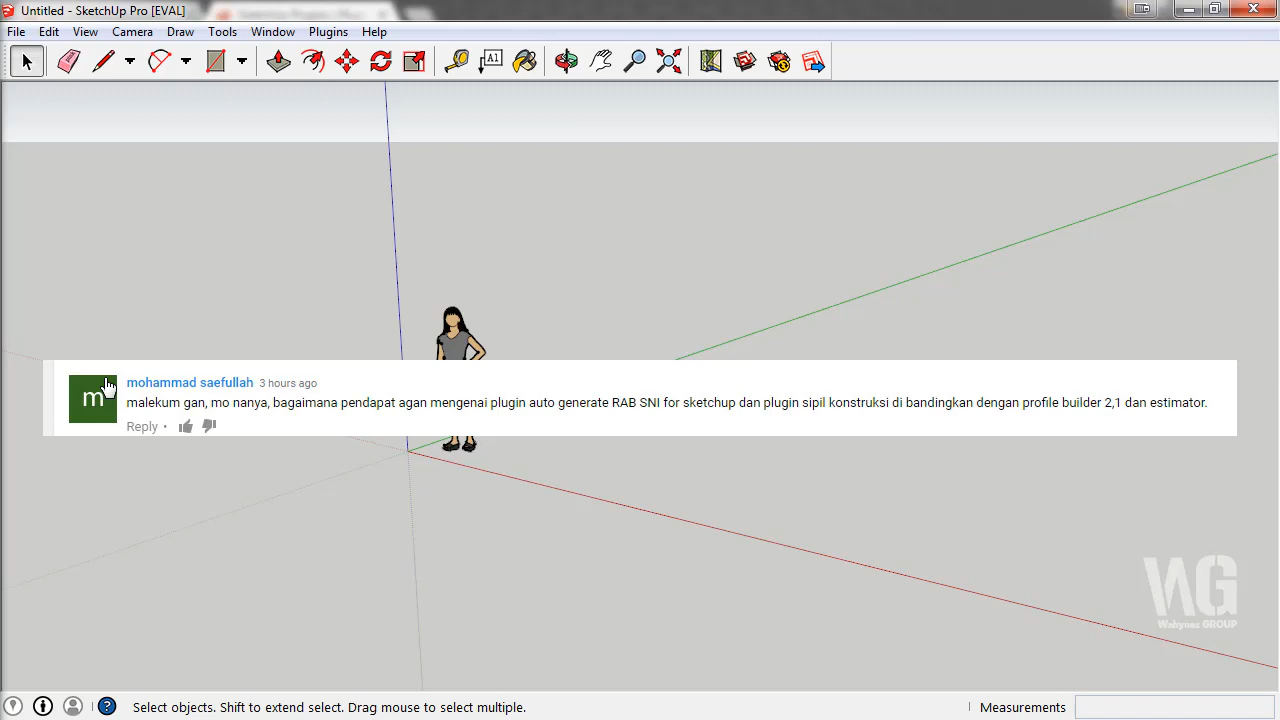 Untitled - SketchUp Pro [EVAL]
File Edit View Camera Draw Tools Window Plugins Help
A1
m
mohammad saefullah 3 hours ago
malekum gan, mo nanya, bagaimana pendapat agan mengenai plugin auto generate RAB SNI for sketchup dan plugin sipil konstruksi di bandingkan dengan profile builder 2,1 dan estimator.
Reply •
WG
Wahyuez GROUP
? Select objects. Shift to extend select. Drag mouse to select multiple. Measurements